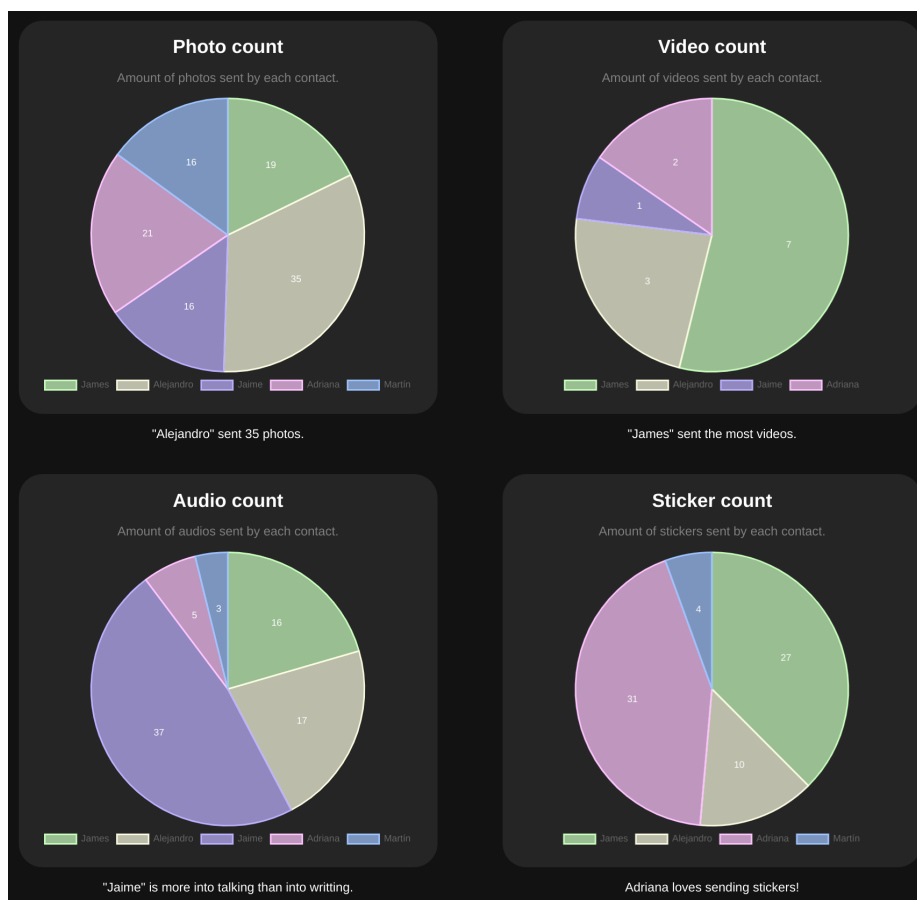 Photo count
Amount of photos sent by each contact.
16
19
21
35
16
James Alejandro Jaime Adriana Martín
"Alejandro" sent 35 photos.
Video count
Amount of videos sent by each contact.
2
1
7
3
James Alejandro Jaime Adriana
"James" sent the most videos.
Audio count
Amount of audios sent by each contact.
5
3
16
37
17
James Alejandro Jaime Adriana Martín
"Jaime" is more into talking than into writting.
Sticker count
Amount of stickers sent by each contact.
4
27
31
10
James Alejandro Adriana Martín
Adriana loves sending stickers!